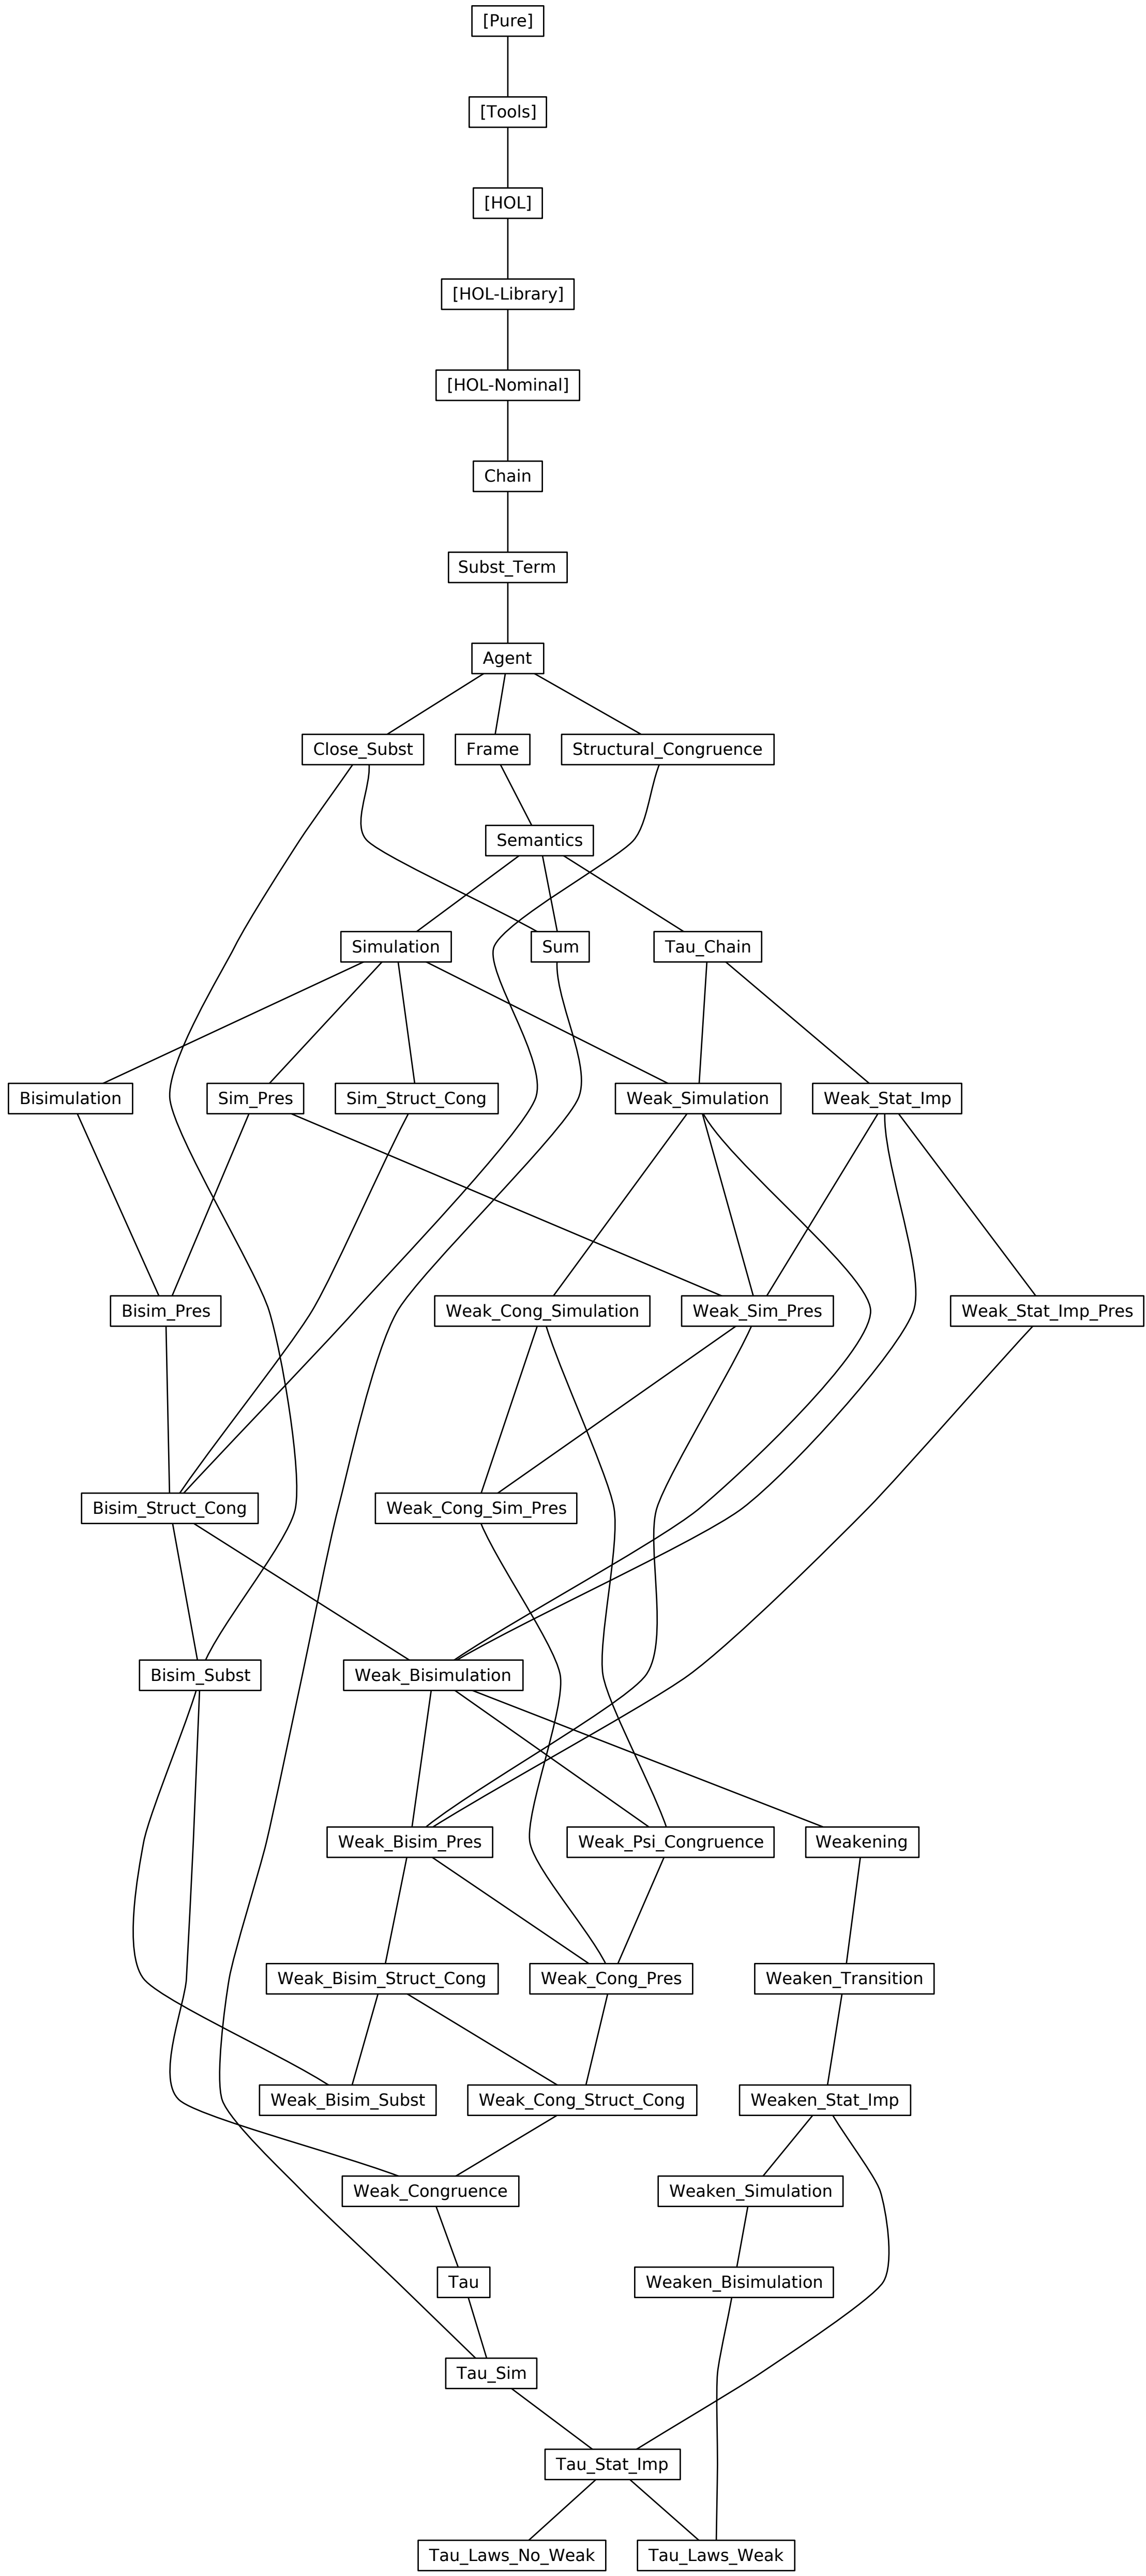 [Pure]
[Tools]
[HOL]
[HOL-Library]
[HOL-Nominal]
Chain
Subst_Term
Agent
Close_Subst
Frame
Structural_Congruence
Semantics
Simulation
Sum
Tau_Chain
Bisimulation
Sim_Pres
Sim_Struct_Cong
Weak_Simulation
Weak_Stat_Imp
Bisim_Pres
Weak_Cong_Simulation
Weak_Sim_Pres
Weak_Stat_Imp_Pres
Bisim_Struct_Cong
Weak_Cong_Sim_Pres
Bisim_Subst
Weak_Bisimulation
Weak_Bisim_Pres
Weak_Psi_Congruence
Weakening
Weak_Bisim_Struct_Cong
Weak_Cong_Pres
Weaken_Transition
Weak_Bisim_Subst
Weak_Cong_Struct_Cong
Weaken_Stat_Imp
Weak_Congruence
Weaken_Simulation
Tau
Weaken_Bisimulation
Tau_Sim
Tau_Stat_Imp
Tau_Laws_No_Weak
Tau_Laws_Weak